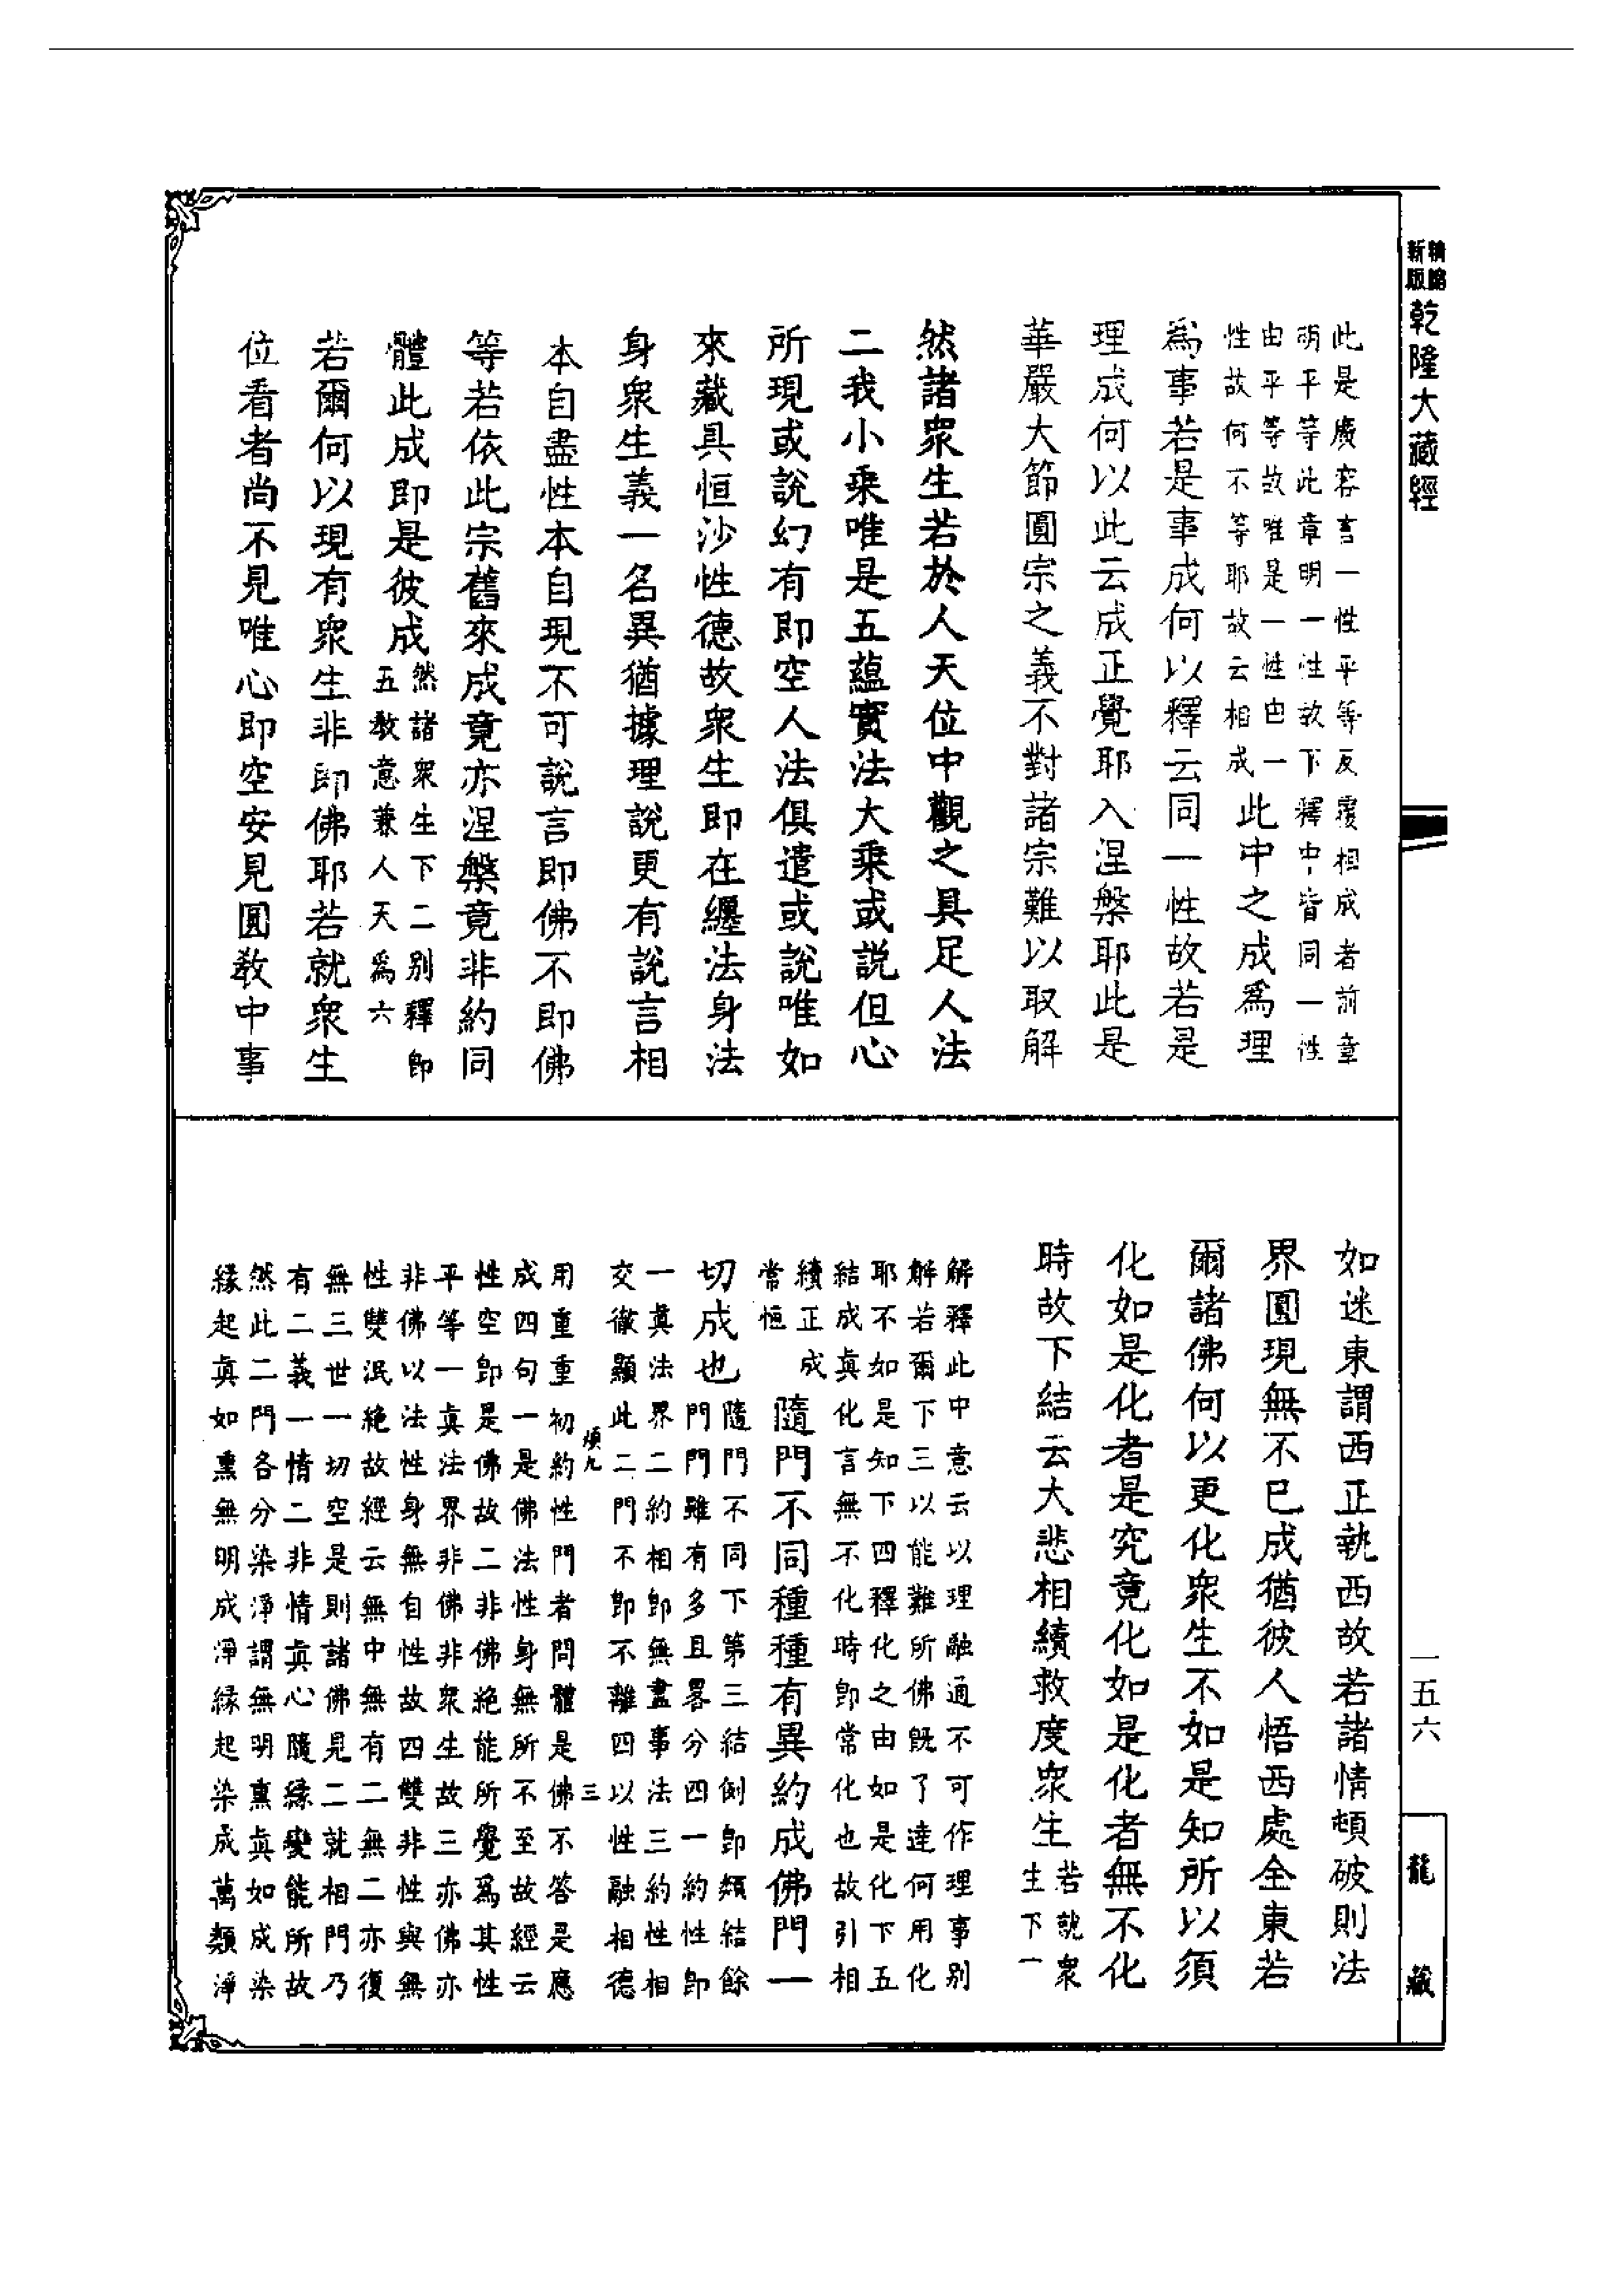 精縮新版乾隆大藏經
此是廣容言一性平等反覆相成者前章
明平等此章明一性故下釋中皆同一性
由平等故唯是一性由一
性故何不等耶故云相成
此中之成爲理
爲事若是事成何以釋云同一性故若是
理成何以此云成正覺耶入涅槃耶此是
華嚴大節圓宗之義不對諸宗難以取解
然諸眾生若於人天位中觀之具足人法
二我小乘唯是五蘊實法大乘或説但心
所現或說幻有即空人法俱遣或說唯如
來藏具恒沙性德故眾生即在纏法身法
身眾生義一名異猶據理說更有說言相
本自盡性本自現不可說言即佛不即佛
等若依此宗舊來成竟亦涅槃竟非約同
體此成即是彼成
然諸眾生下二別釋即
五教意兼人天爲六
若爾何以現有眾生非即佛耶若就眾生
位看者尚不見唯心即空安見圓教中事
如迷東謂西正執西故若諸情頓破則法
界圓現無不已成猶彼人悟西處全東若
爾諸佛何以更化眾生不如是知所以須
化如是化者是究竟化如是化者無不化
時故下結云大悲相續救度眾生
若就眾
生下一
解釋此中意云以理融通不可作理事別
解若爾下三以能難所佛既了達何用化
耶不如是知下四釋化之由如是化下五
結成眞化言無不化時即常化也故引相
續正成
常恒
隨門不同種種有異約成佛門一
切成也
隨門不同下第三結例即類結餘
門門雖有多且畧分四一約性即
一眞法界二約相即無盡事法三約性相
交徹顯此二門不即不離四以性融相德
煩九
三
用重重初約性門者問體是佛不答是應
成四句一是佛法性身無所不至故經云
性空即是佛故二非佛絶能所覺爲其性
平等一眞法界非佛非眾生故三亦佛亦
非佛以法性身無自性故四雙非性與無
性雙泯絶故經云無中無有二無二亦復
無三世一切空是則諸佛見二就相門乃
有二義一情二非情眞心隨緣變能所故
然此二門各分染淨謂無明熏眞如成染
緣起眞如熏無明成淨緣起染成萬類淨
一五六
龍藏